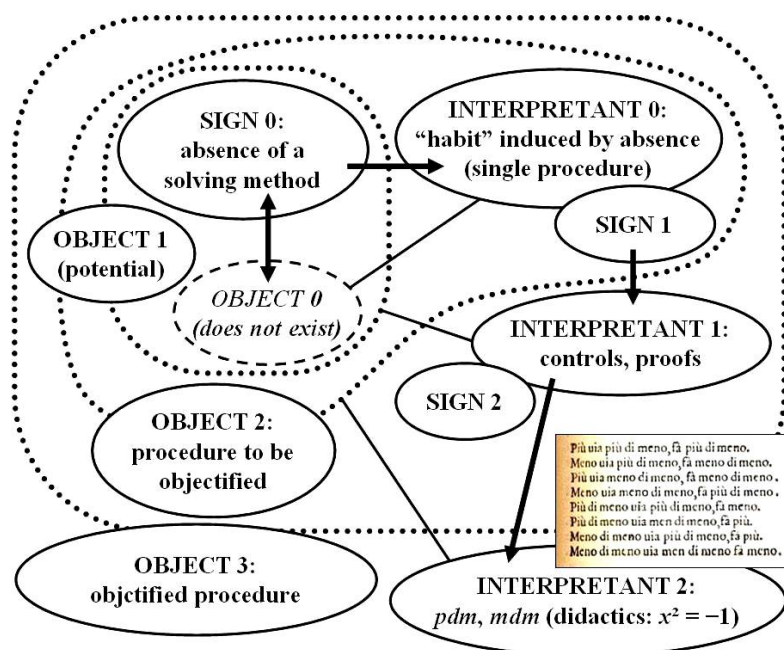 SIGN 0:
absence of a
solving method
INTERPRETANT 0:
“habit” induced by absence
(single procedure)
SIGN 1
OBJECT 1
(potential)
OBJECT 0
(does not exist)
INTERPRETANT 1:
controls, proofs
SIGN 2
OBJECT 2:
procedure to be
objectified
Più uia più di meno, fà più di meno.
Meno uia più di meno, fà meno di meno.
Più uia meno di meno, fà meno di meno.
Meno uia meno di meno, fà più di meno.
Più di meno uia più di meno, fà meno.
Più di meno uia men di meno, fà più.
Meno di meno uia più di meno, fà più.
Meno di meno uia men di meno fà meno.
OBJECT 3:
objctified procedure
INTERPRETANT 2:
pdm, mdm (didactics: x² = −1)